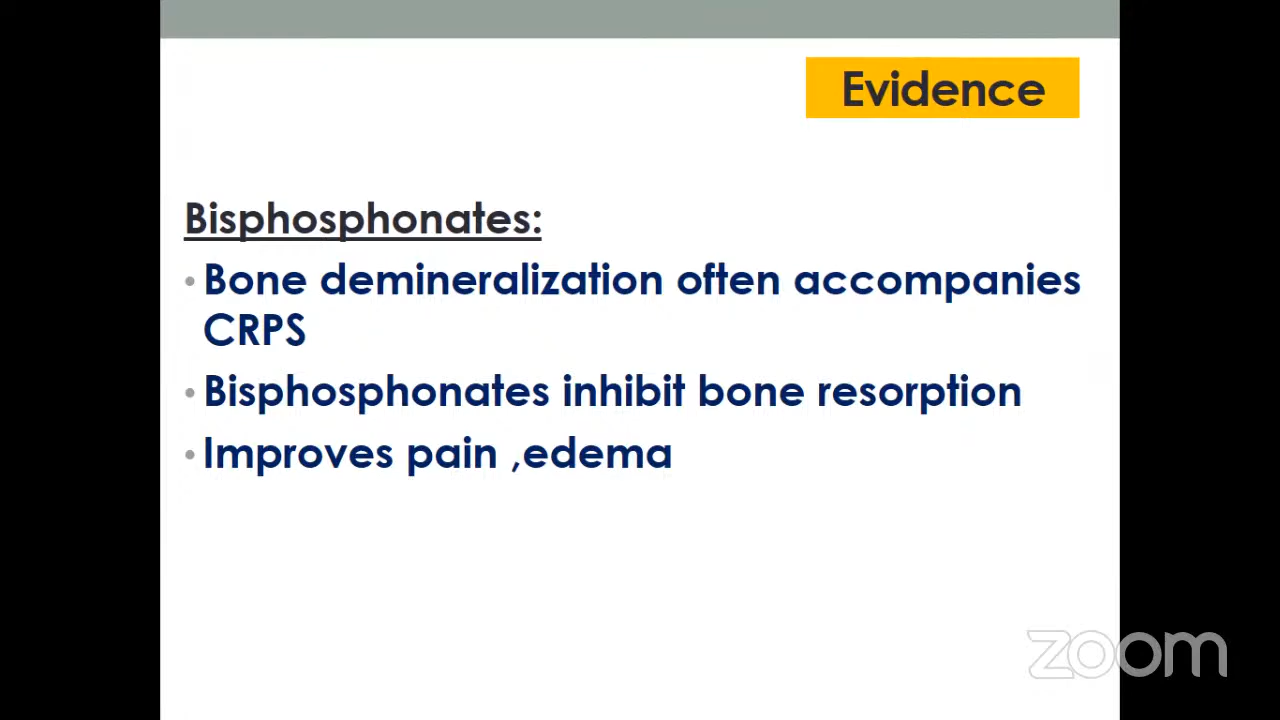 Evidence
Bisphosphonates:
• Bone demineralization often accompanies
CRPS
• Bisphosphonates inhibit bone resorption
• Improves pain ,edema
zoom